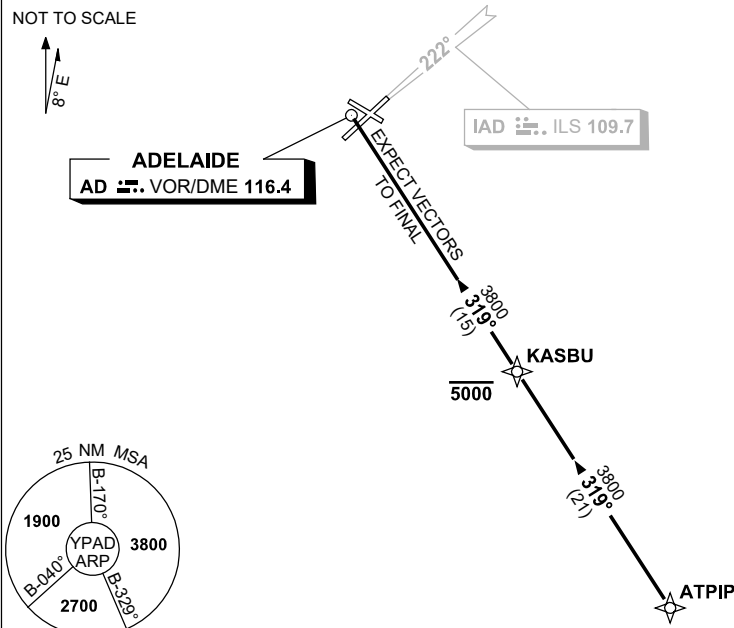 NOT TO SCALE
8° E
222°
IAD ILS 109.7
ADELAIDE
AD VOR/DME 116.4
EXPECT VECTORS
TO FINAL
3800
319°
(15)
KASBU
5000
3800
319°
(21)
ATPIP
25 NM MSA
B-170°
1900
YPAD
ARP
3800
B-040°
B-329°
2700